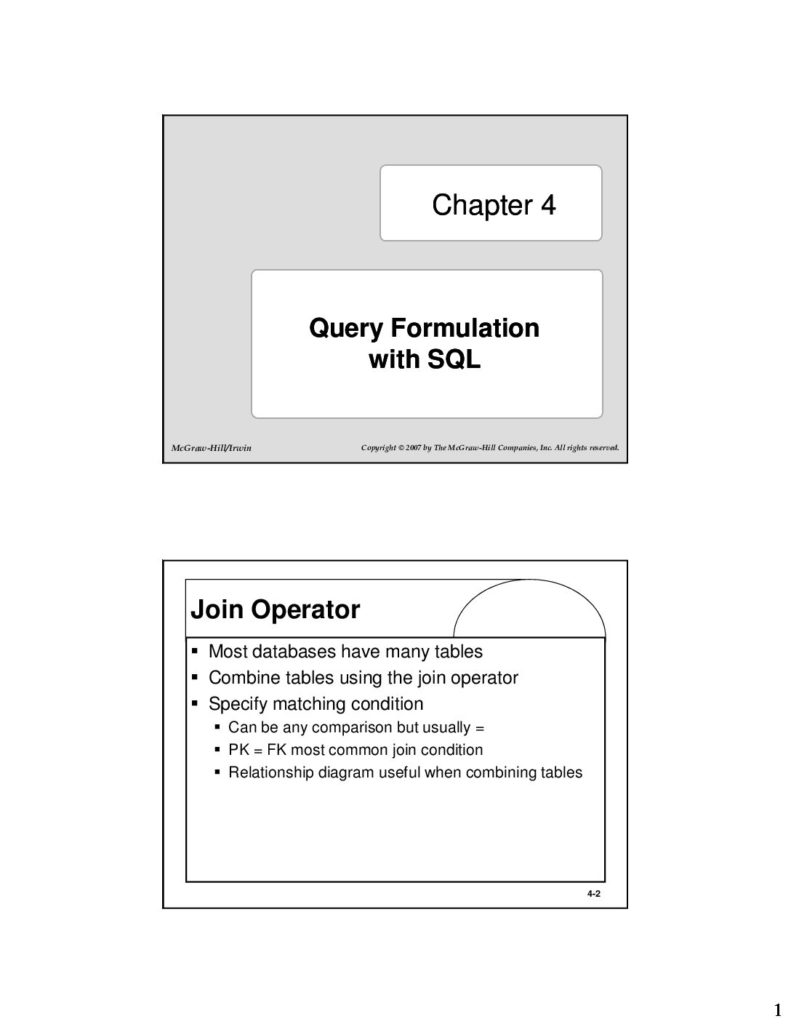 Chapter 4
Query Formulation
with SQL
McGraw-Hill/Irwin
Copyright © 2007 by The McGraw-Hill Companies, Inc. All rights reserved.
Join Operator
▪ Most databases have many tables
▪ Combine tables using the join operator
▪ Specify matching condition
▪ Can be any comparison but usually =
▪ PK = FK most common join condition
▪ Relationship diagram useful when combining tables
4-2
1